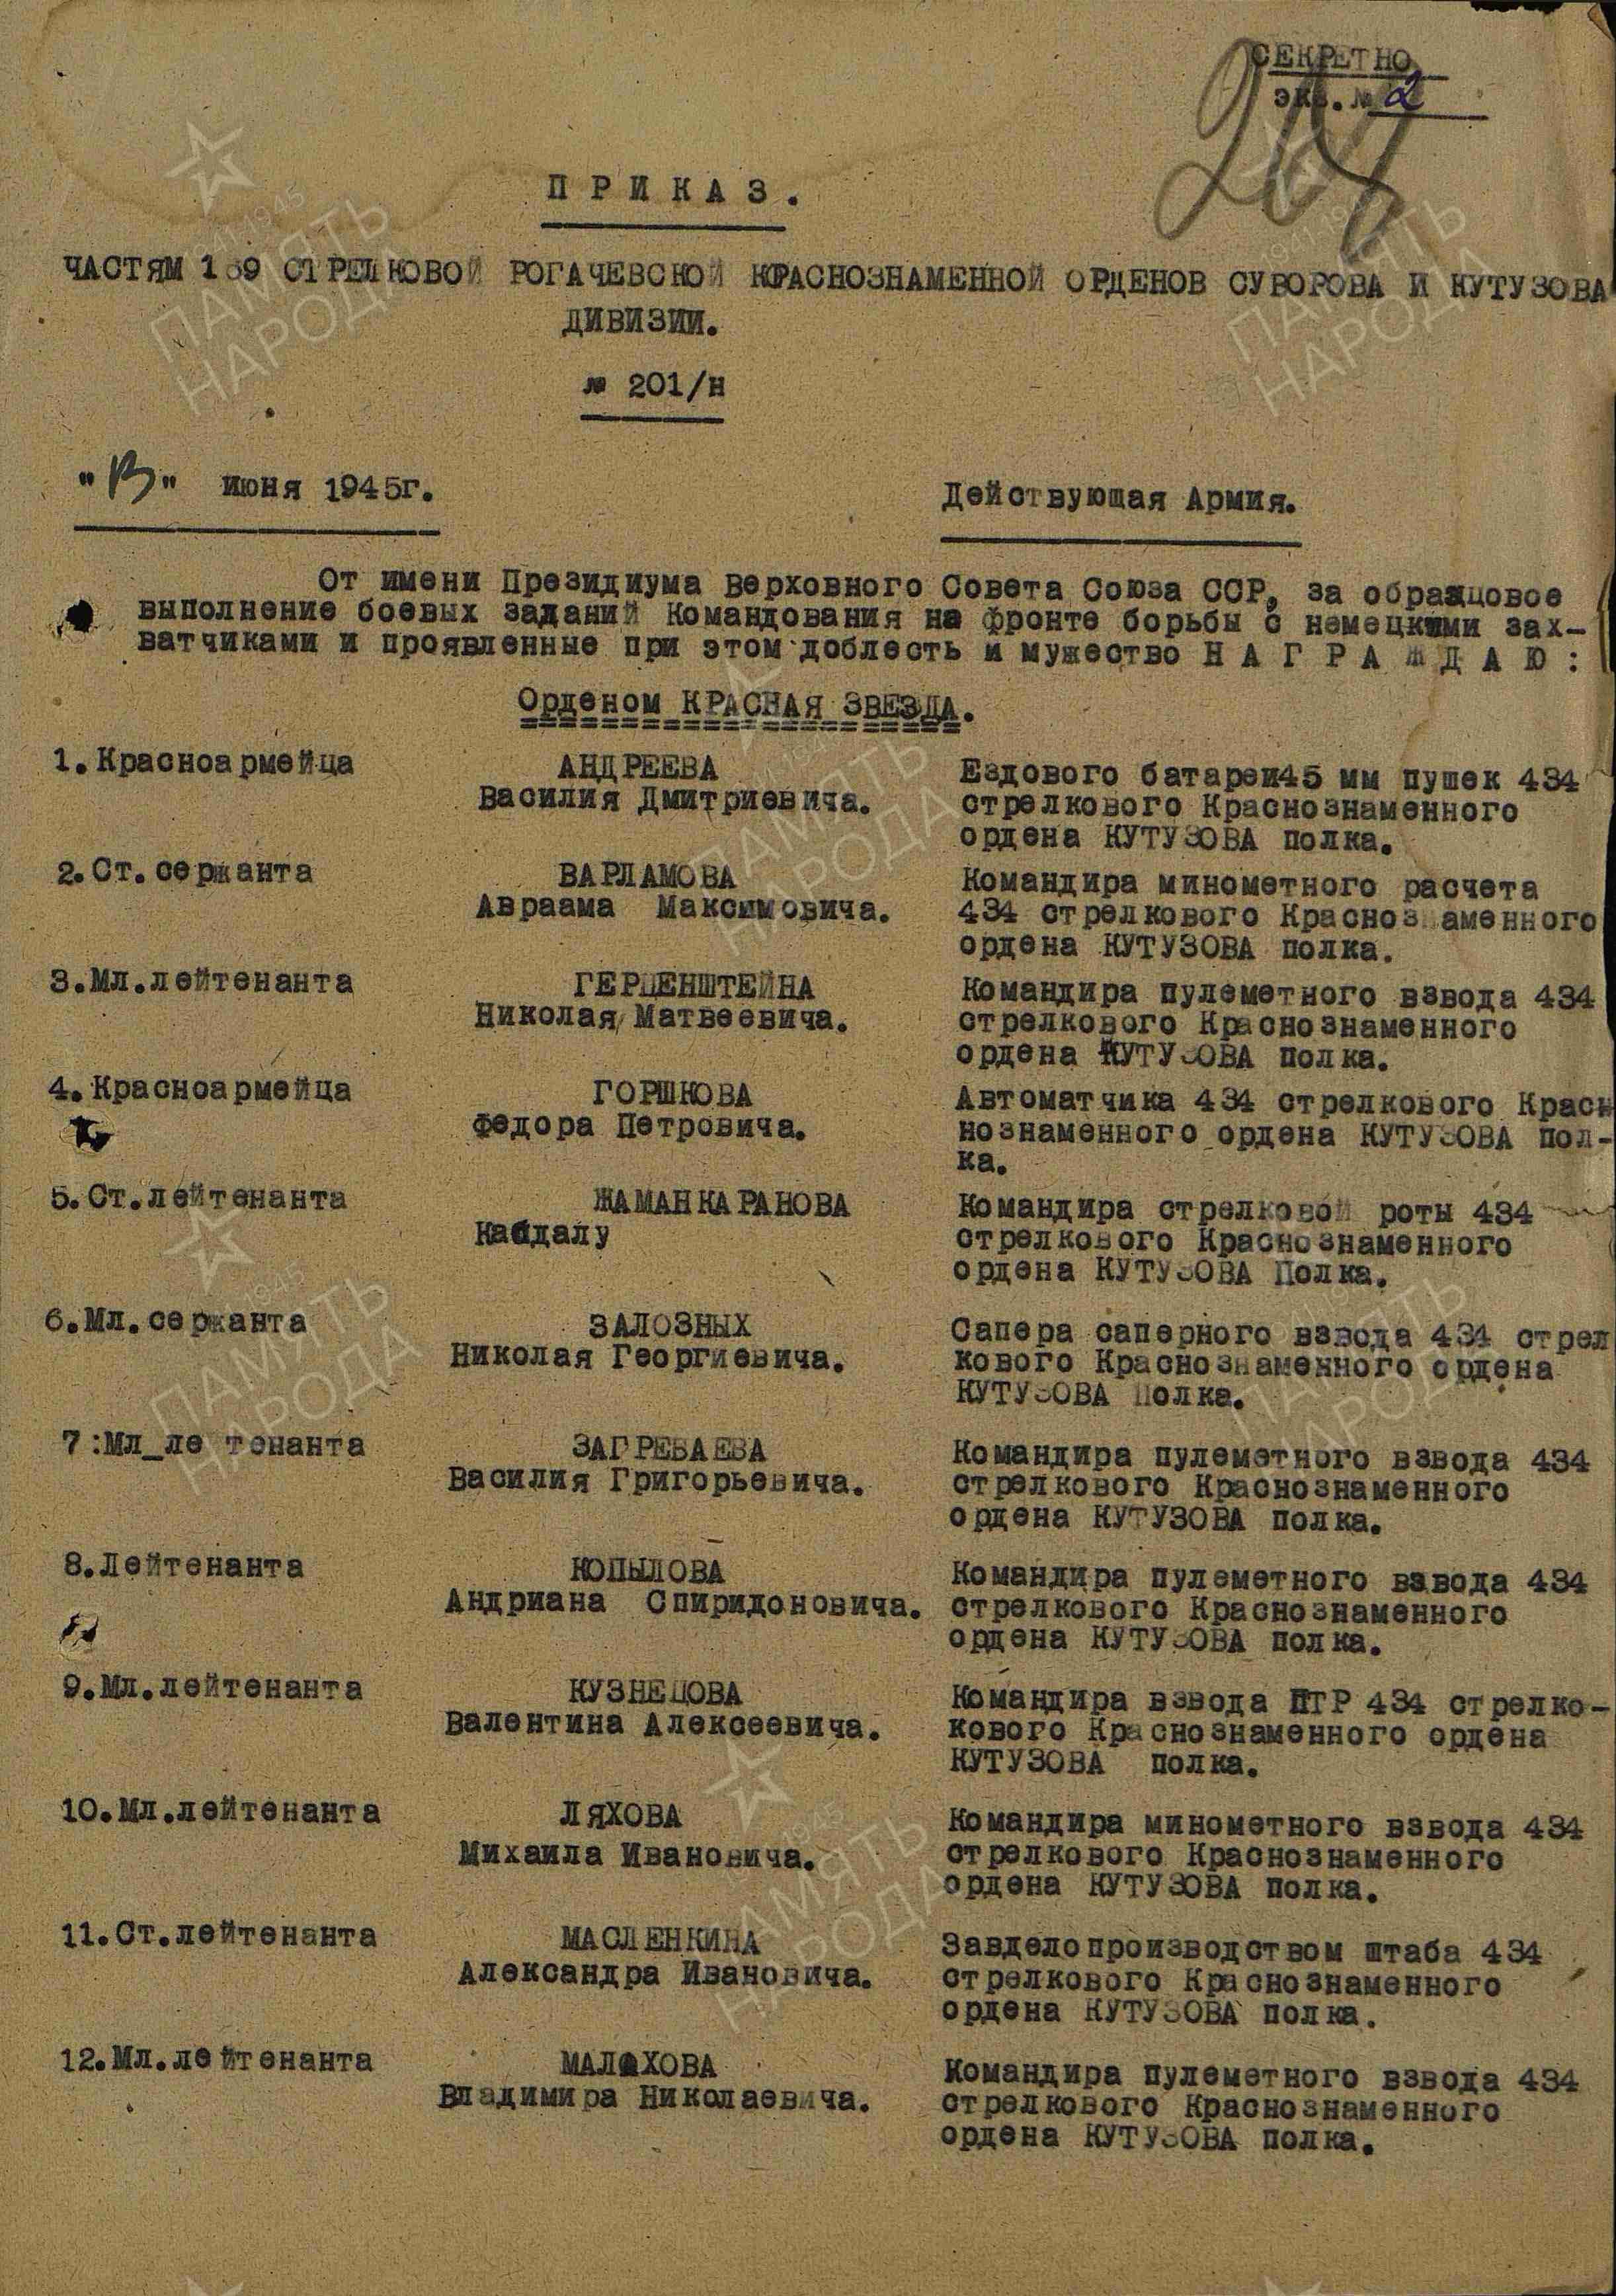 СЕКРЕТНО
экз. № 2
ПРИКАЗ.
ЧАСТЯМ 169 СТРЕЛКОВОЙ РОГАЧЕВСКОЙ КРАСНОЗНАМЕННОЙ ОРДЕНОВ СУВОРОВА И КУТУЗОВА
ДИВИЗИИ.
№ 201/н
"13" июня 1945г. Действующая Армия.
От имени Президиума Верховного Совета Союза ССР, за образцовое
выполнение боевых заданий Командования на фронте борьбы с немецкими зах-
ватчиками и проявленные при этом доблесть и мужество НАГРАЖДАЮ:
Орденом КРАСНАЯ ЗВЕЗДА.
1. Красноармейца АНДРЕЕВА Ездового батареи 45 мм пушек 434
Василия Дмитриевича. стрелкового Краснознаменного
ордена КУТУЗОВА полка.
2. Ст. сержанта ВАРЛАМОВА Командира минометного расчета
Авраама Максимовича. 434 стрелкового Краснознаменного
ордена КУТУЗОВА полка.
3. Мл. лейтенанта ГЕРЦЕНШТЕЙНА Командира пулеметного взвода 434
Николая Матвеевича. стрелкового Краснознаменного
ордена КУТУЗОВА полка.
4. Красноармейца ГОРШКОВА Автоматчика 434 стрелкового Красн
Федора Петровича. нознаменного ордена КУТУЗОВА пол-
ка.
5. Ст. лейтенанта ЖАМАНКАРАНОВА Командира стрелковой роты 434
Кабдалу стрелкового Краснознаменного
ордена КУТУЗОВА Полка.
6. Мл. сержанта ЗАЛОЗНЫХ Сапера саперного взвода 434 стрел
Николая Георгиевича. кового Краснознаменного ордена
КУТУЗОВА Полка.
7:Мл_ле тенанта ЗАГРЕБАЕВА Командира пулеметного взвода 434
Василия Григорьевича. стрелкового Краснознаменного
ордена КУТУЗОВА полка.
8. Лейтенанта КОПЫЛОВА Командира пулеметного взвода 434
Андриана Спиридоновича. стрелкового Краснознаменного
ордена КУТУЗОВА полка.
9. Мл. лейтенанта КУЗНЕЦОВА Командира взвода ПТР 434 стрелко-
Валентина Алексеевича. кового Краснознаменного ордена
КУТУЗОВА полка.
10. Мл. лейтенанта ЛЯХОВА Командира минометного взвода 434
Михаила Ивановича. стрелкового Краснознаменного
ордена КУТУЗОВА полка.
11. Ст. лейтенанта МАСЛЕНКИНА Завделопроизводством штаба 434
Александра Ивановича. стрелкового Краснознаменного
ордена КУТУЗОВА полка.
12. Мл. лейтенанта МАЛАХОВА Командира пулеметного взвода 434
Владимира Николаевича. стрелкового Краснознаменного
ордена КУТУЗОВА полка.
ПАМЯТЬ
НАРОДА